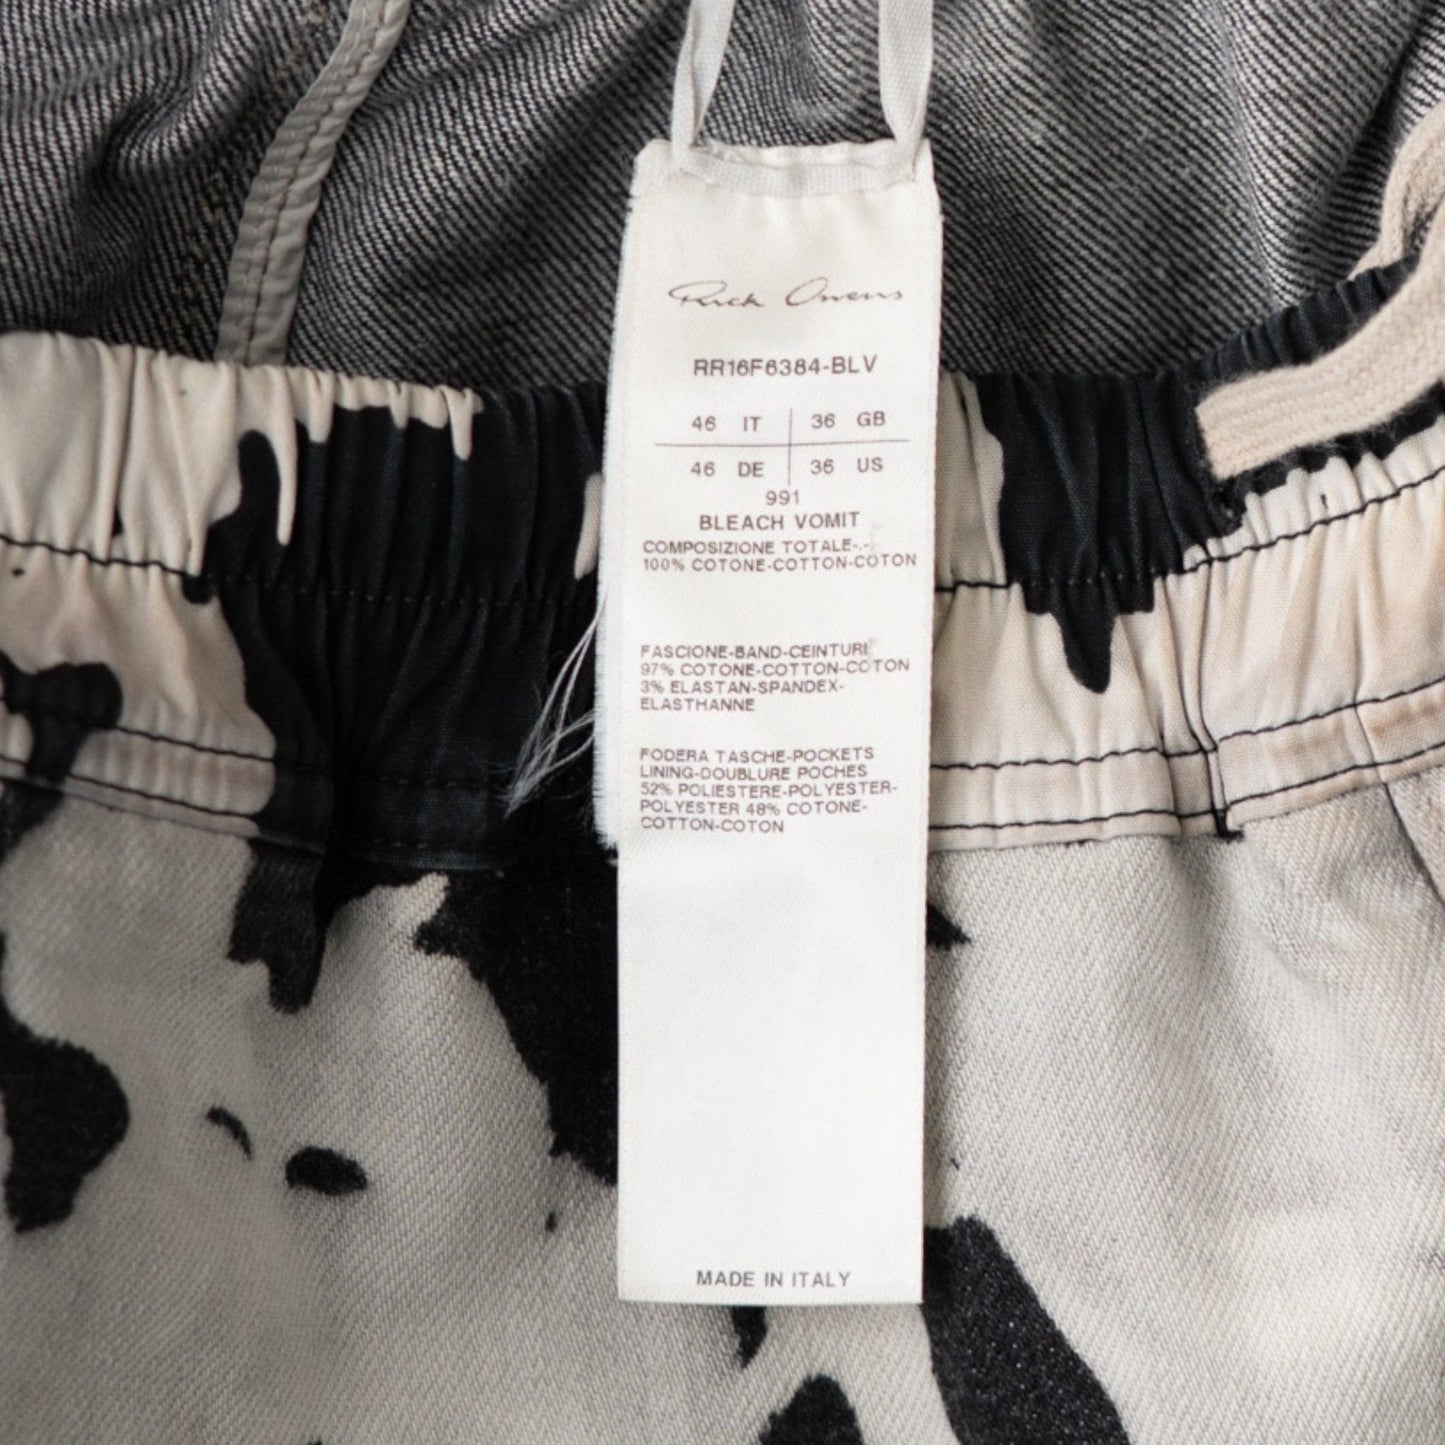 Rick Owens
RR16F6384-BLV
46 IT 36 GB
46 DE 36 US
991
BLEACH VOMIT
COMPOSIZIONE TOTALE-.-
100% COTONE-COTTON-COTON
FASCIONE-BAND-CEINTURE
97% COTONE-COTTON-COTON
3% ELASTAN-SPANDEX-
ELASTHANNE
FODERA TASCHE-POCKETS
LINING-DOUBLURE POCHES
52% POLIESTERE-POLYESTER-
POLYESTER 48% COTONE-
COTTON-COTON
MADE IN ITALY